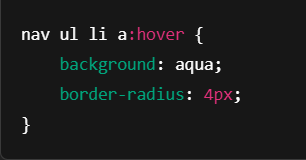 nav ul li a:hover {
    background: aqua;
    border-radius: 4px;
}